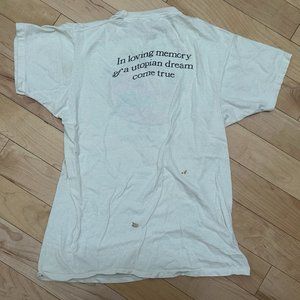 In loving memory
of a utopian dream
come true